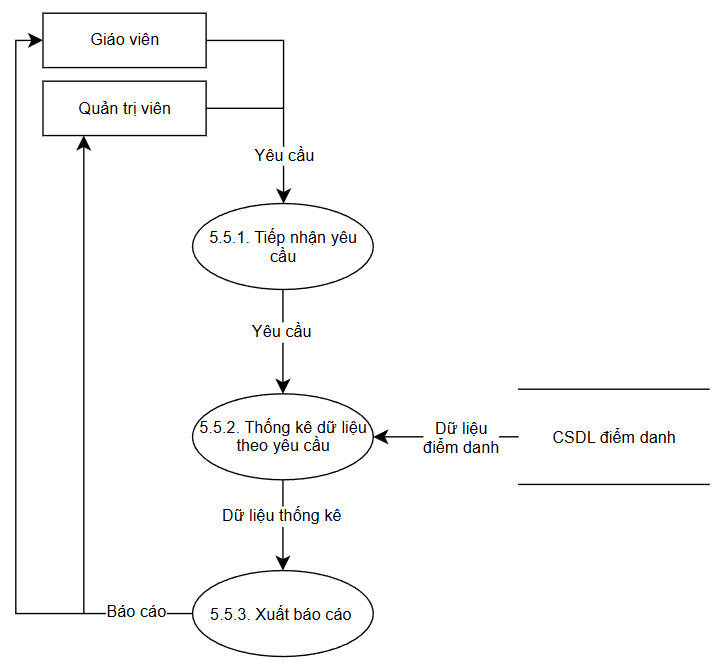 Giáo viên
Quản trị viên
Yêu cầu
5.5.1. Tiếp nhận yêu
cầu
Yêu cầu
5.5.2. Thống kê dữ liệu
theo yêu cầu
Dữ liệu
điểm danh
CSDL điểm danh
Dữ liệu thống kê
Báo cáo
5.5.3. Xuất báo cáo